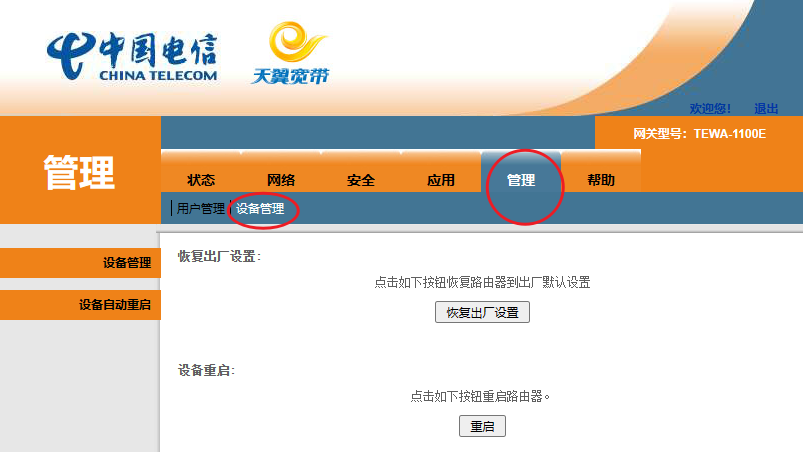 中国电信
CHINA TELECOM
天翼宽带
欢迎您！ 退出
网关型号：TEWA-1100E
管理
状态 网络 安全 应用 管理 帮助
用户管理 设备管理
设备管理
设备自动重启
恢复出厂设置：
点击如下按钮恢复路由器到出厂默认设置
恢复出厂设置
设备重启：
点击如下按钮重启路由器。
重启